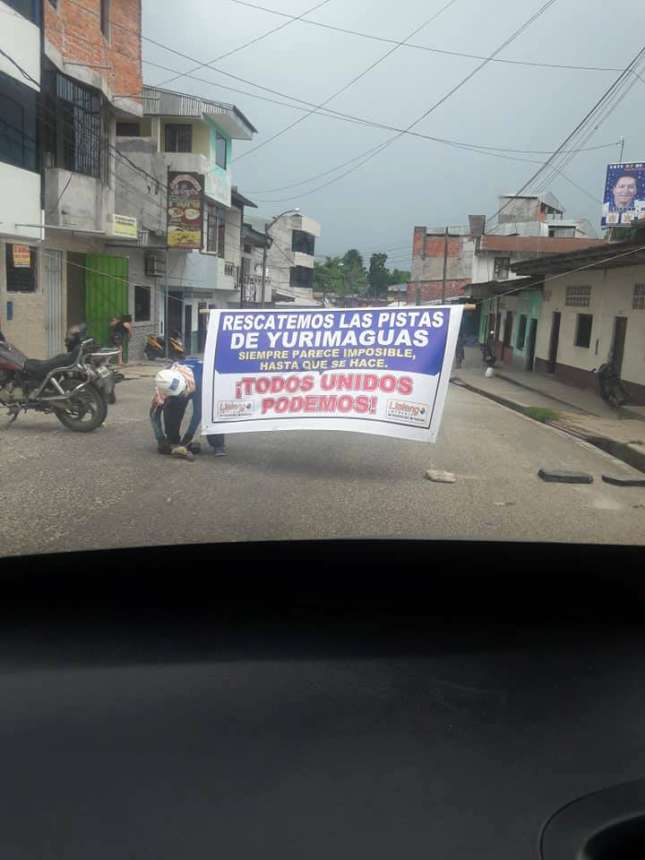 RESCATEMOS LAS PISTAS
DE YURIMAGUAS
SIEMPRE PARECE IMPOSIBLE,
HASTA QUE SE HACE.
¡TODOS UNIDOS
PODEMOS!